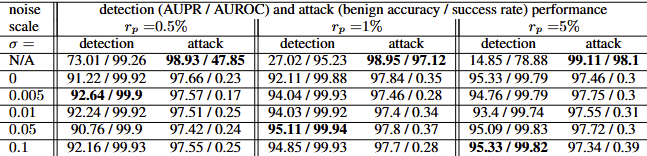 noise detection (AUPR / AUROC) and attack (benign accuracy / success rate) performance
scale r_p =0.5% r_p =1% r_p =5%
σ = detection attack detection attack detection attack
N/A 73.01 / 99.26 98.93 / 47.85 27.02 / 95.23 98.95 / 97.12 14.85 / 78.88 99.11 / 98.1
0 91.22 / 99.92 97.66 / 0.23 92.11 / 99.88 97.84 / 0.35 95.33 / 99.79 97.46 / 0.3
0.005 92.64 / 99.9 97.57 / 0.17 94.04 / 99.93 97.46 / 0.28 94.76 / 99.79 97.75 / 0.3
0.01 92.24 / 99.92 97.51 / 0.25 94.03 / 99.92 97.4 / 0.34 93.4 / 99.74 97.55 / 0.31
0.05 90.76 / 99.9 97.42 / 0.24 95.11 / 99.94 97.8 / 0.37 95.09 / 99.83 97.72 / 0.3
0.1 92.16 / 99.93 97.55 / 0.25 94.85 / 99.93 97.7 / 0.28 95.33 / 99.82 97.34 / 0.39